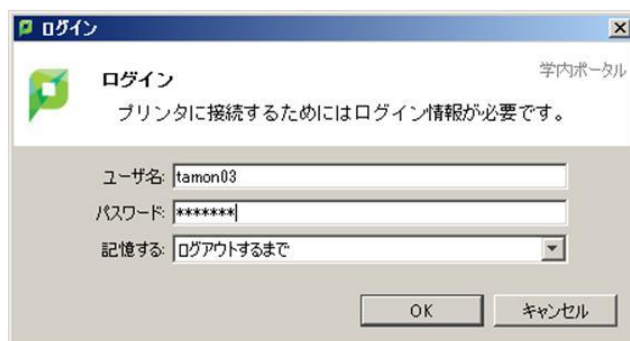 ログイン
学内ポータル
ログイン
プリンタに接続するためにはログイン情報が必要です。
ユーザ名: tamon03
パスワード: *******
記憶する: ログアウトするまで
OK キャンセル